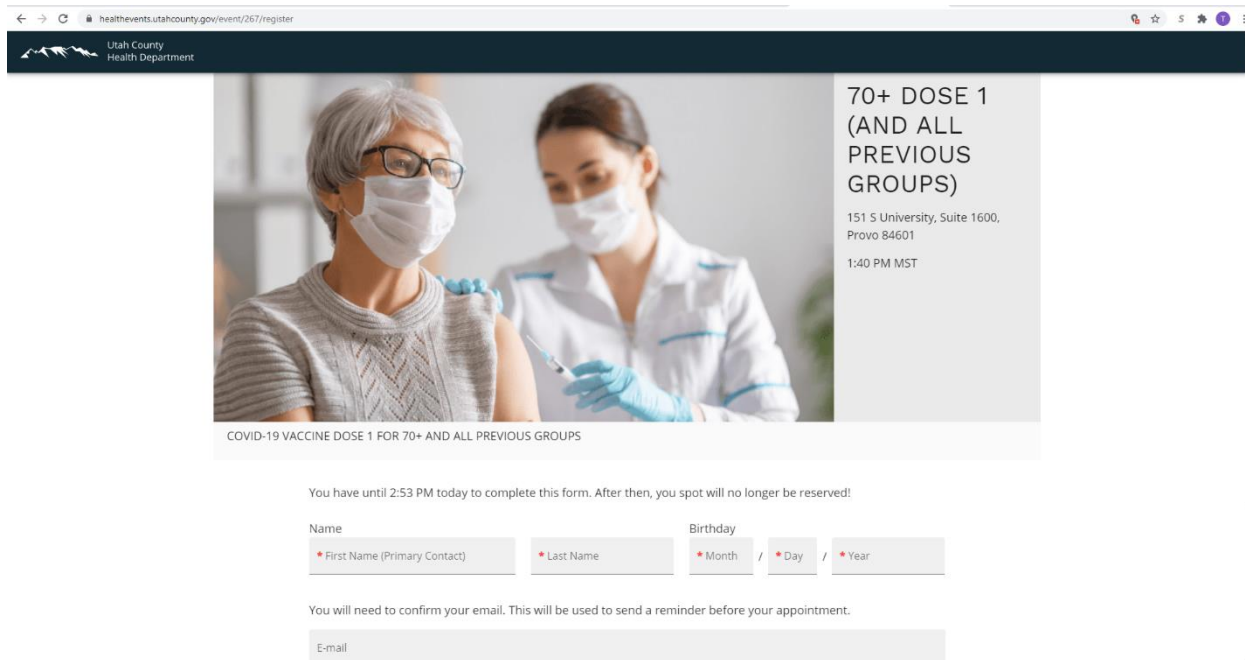 healthevents.utahcounty.gov/event/267/register
S
T
Utah County
Health Department
70+ DOSE 1
(AND ALL
PREVIOUS
GROUPS)
151 S University, Suite 1600,
Provo 84601
1:40 PM MST
COVID-19 VACCINE DOSE 1 FOR 70+ AND ALL PREVIOUS GROUPS
You have until 2:53 PM today to complete this form. After then, you spot will no longer be reserved!
Name Birthday
* First Name (Primary Contact) * Last Name * Month / * Day / * Year
You will need to confirm your email. This will be used to send a reminder before your appointment.
E-mail